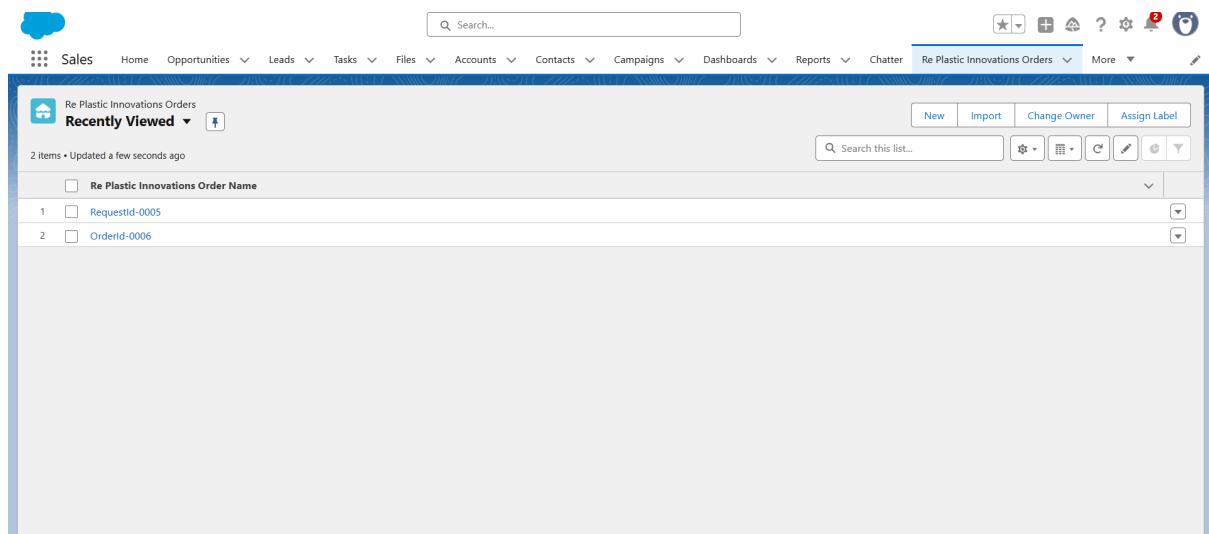 Search...
2
Sales Home Opportunities Leads Tasks Files Accounts Contacts Campaigns Dashboards Reports Chatter Re Plastic Innovations Orders More
Re Plastic Innovations Orders
Recently Viewed
New Import Change Owner Assign Label
2 items • Updated a few seconds ago
Search this list...
Re Plastic Innovations Order Name
1 RequestId-0005
2 OrderId-0006